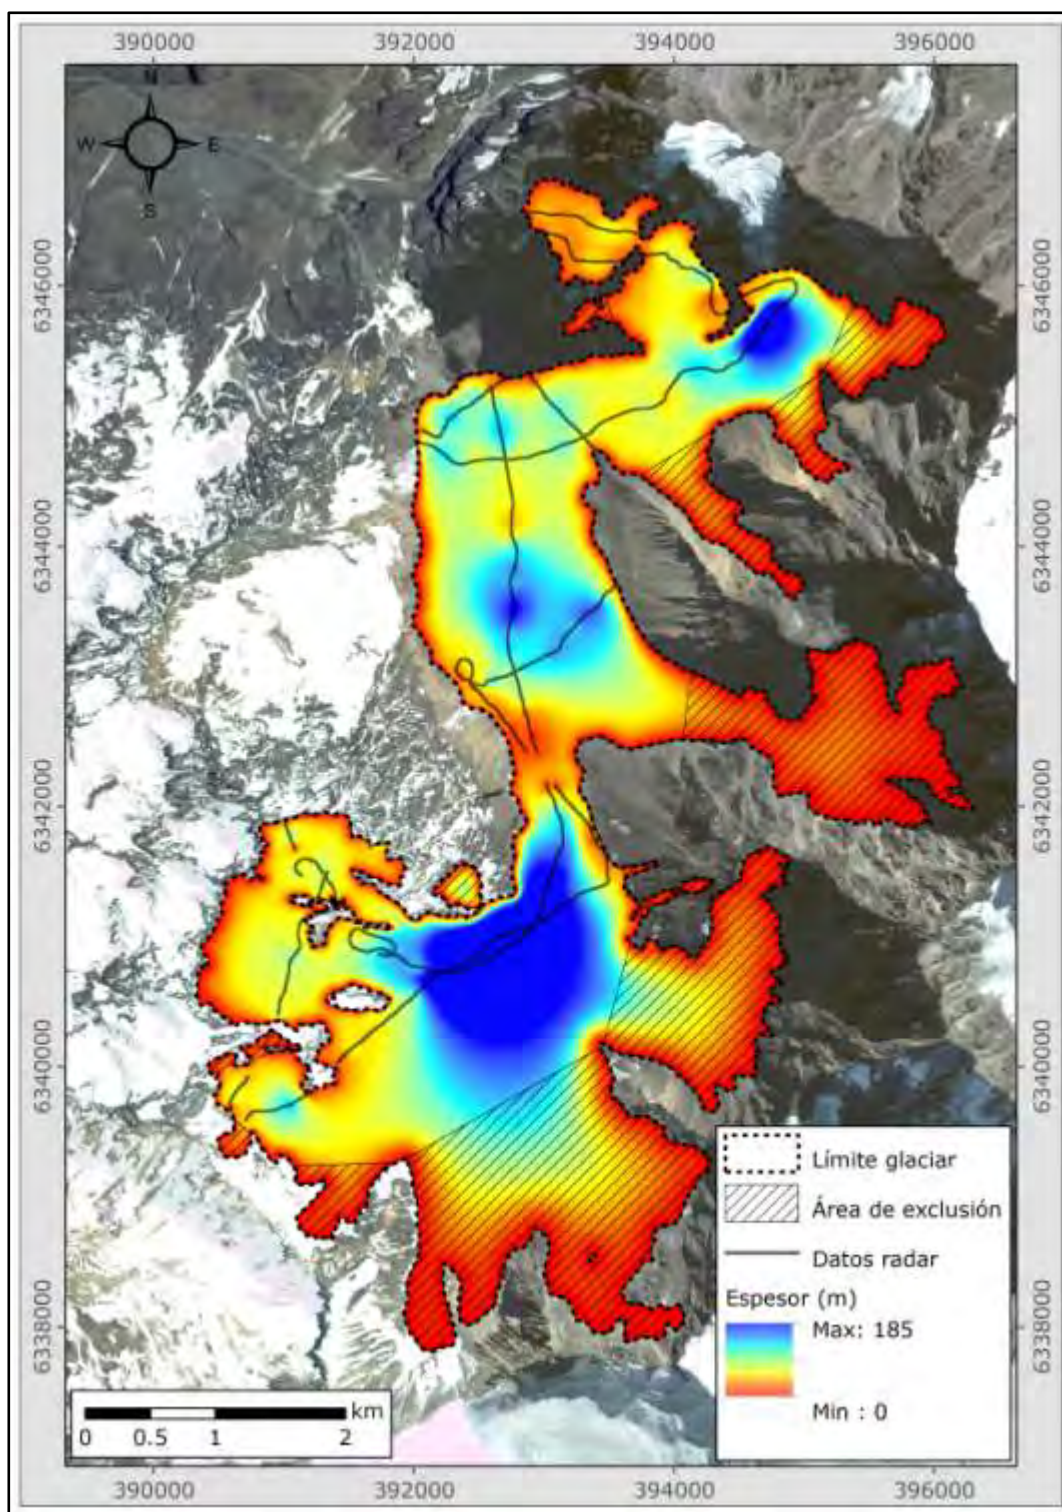 390000 392000 394000 396000
N
W E
S
6346000 6346000
6344000 6344000
6342000 6342000
6340000 6340000
6338000 6338000
Límite glaciar
Área de exclusión
Datos radar
Espesor (m)
Max: 185
Min : 0
km
0 0.5 1 2
390000 392000 394000 396000